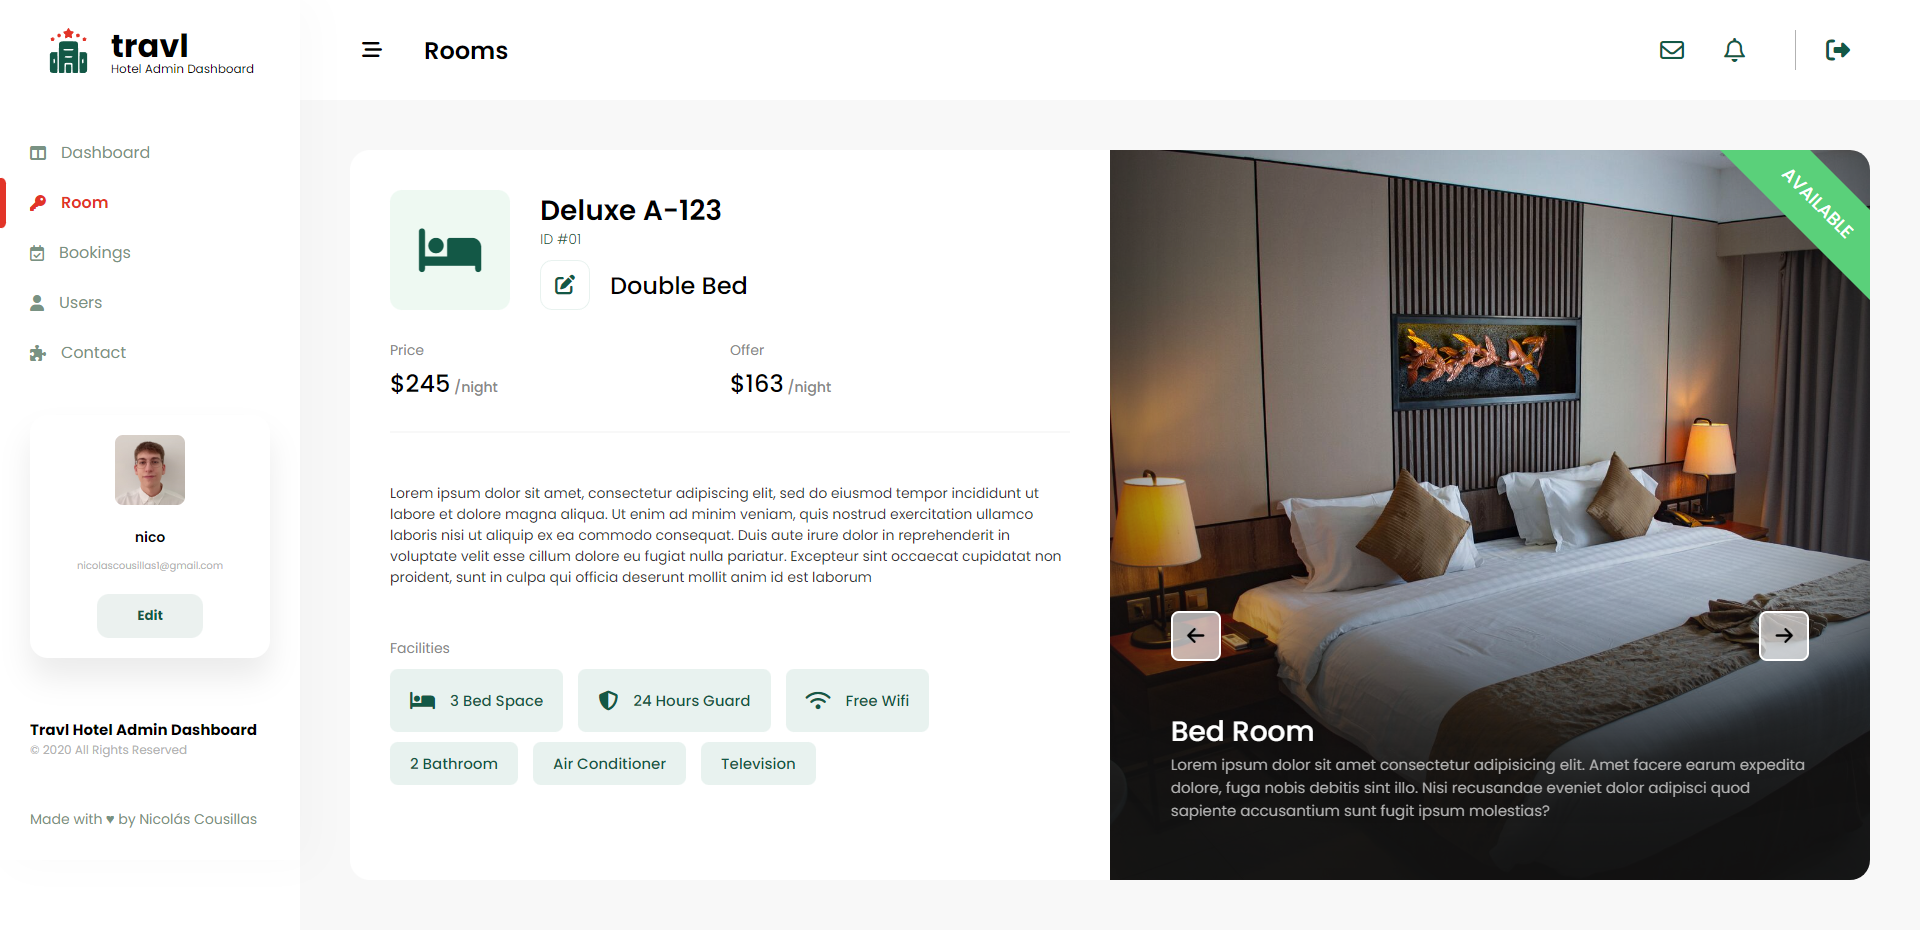 travl
Hotel Admin Dashboard
Rooms
Dashboard
Room
Bookings
Users
Contact
nico
nicolascousillas1@gmail.com
Edit
Travl Hotel Admin Dashboard
© 2020 All Rights Reserved
Made with ♥ by Nicolás Cousillas
Deluxe A-123
ID #01
Double Bed
Price
$245 /night
Offer
$163 /night
Lorem ipsum dolor sit amet, consectetur adipiscing elit, sed do eiusmod tempor incididunt ut
labore et dolore magna aliqua. Ut enim ad minim veniam, quis nostrud exercitation ullamco
laboris nisi ut aliquip ex ea commodo consequat. Duis aute irure dolor in reprehenderit in
voluptate velit esse cillum dolore eu fugiat nulla pariatur. Excepteur sint occaecat cupidatat non
proident, sunt in culpa qui officia deserunt mollit anim id est laborum
Facilities
3 Bed Space
24 Hours Guard
Free Wifi
2 Bathroom
Air Conditioner
Television
AVAILABLE
Bed Room
Lorem ipsum dolor sit amet consectetur adipisicing elit. Amet facere earum expedita
dolore, fuga nobis debitis sint illo. Nisi recusandae eveniet dolor adipisci quod
sapiente accusantium sunt fugit ipsum molestias?